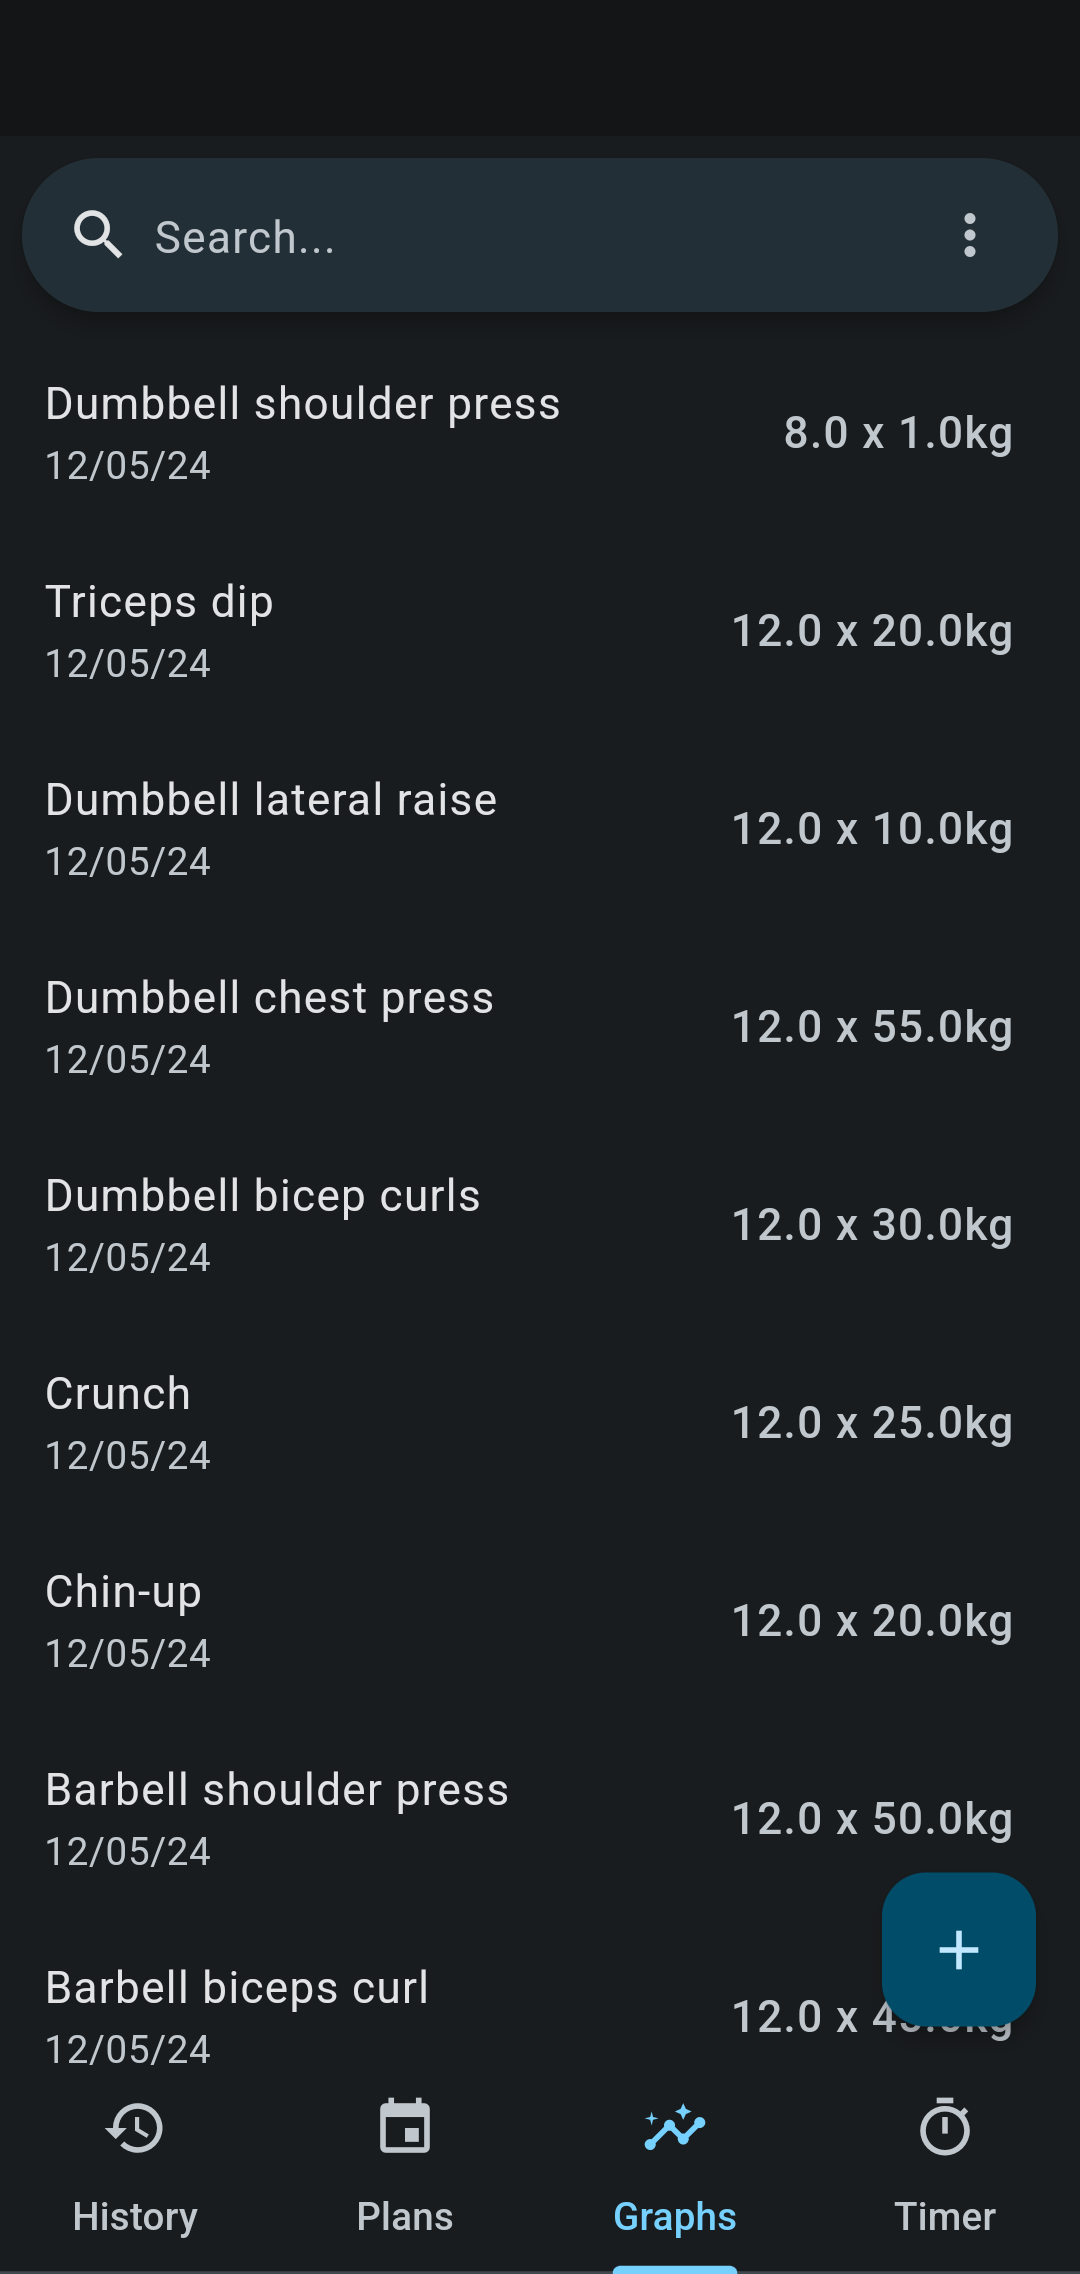 Search...
Dumbbell shoulder press
12/05/24
8.0 x 1.0kg
Triceps dip
12/05/24
12.0 x 20.0kg
Dumbbell lateral raise
12/05/24
12.0 x 10.0kg
Dumbbell chest press
12/05/24
12.0 x 55.0kg
Dumbbell bicep curls
12/05/24
12.0 x 30.0kg
Crunch
12/05/24
12.0 x 25.0kg
Chin-up
12/05/24
12.0 x 20.0kg
Barbell shoulder press
12/05/24
12.0 x 50.0kg
Barbell biceps curl
12/05/24
12.0 x
History
Plans
Graphs
Timer